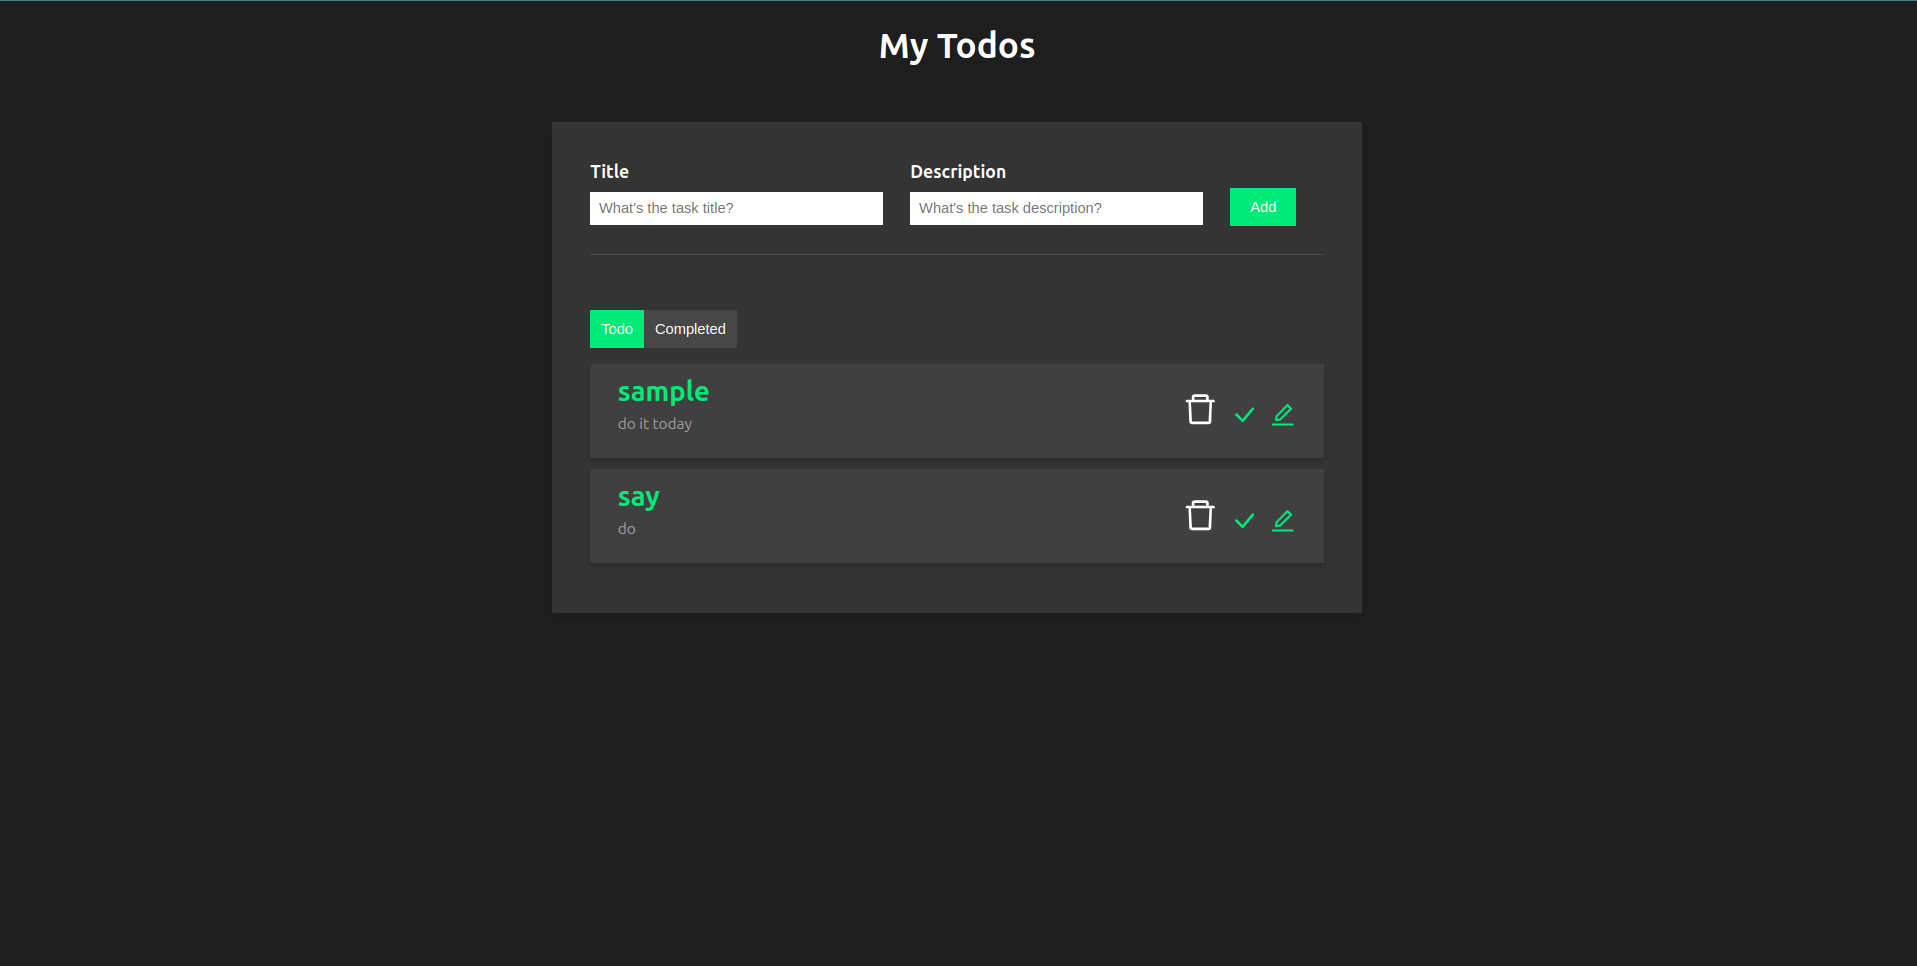 My Todos
Title
Description
What's the task title?
What's the task description?
Add
Todo
Completed
sample
do it today
say
do